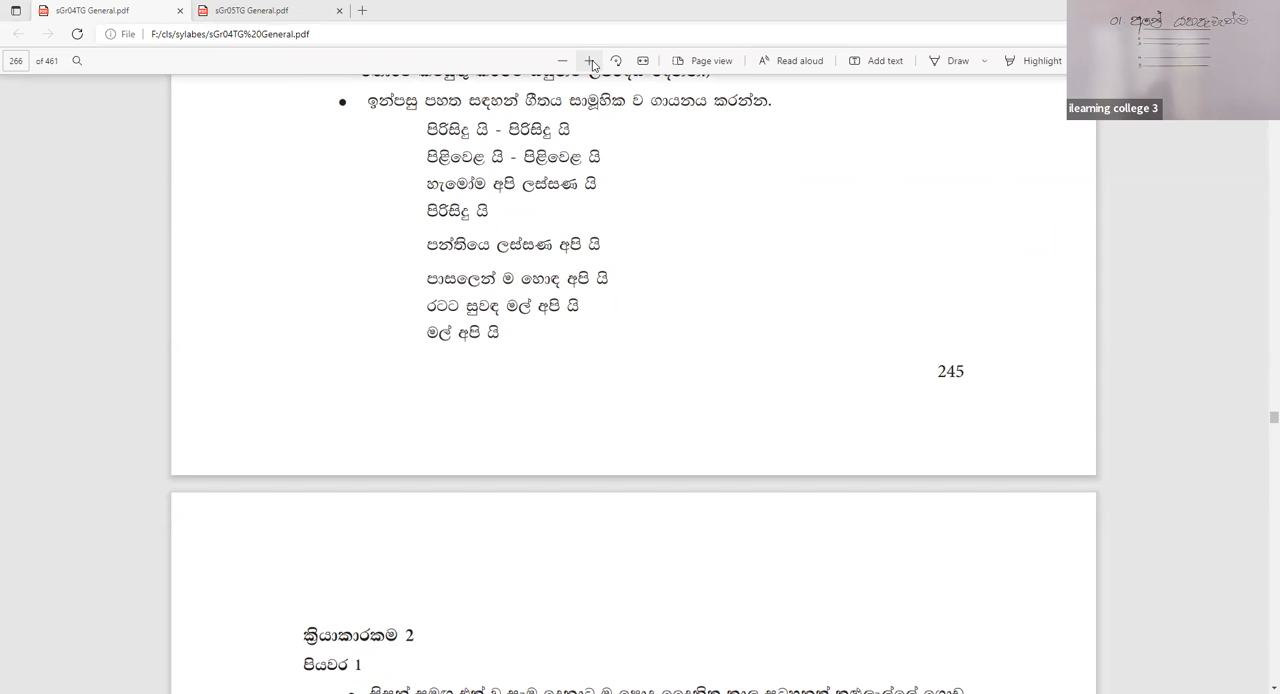 sGr04TG General.pdf
sGr05TG General.pdf
File
F:/cls/sylabes/sGr04TG%20General.pdf
266 of 461
Page view
Read aloud
Add text
Draw
Highlight
01. අපේ
ilearning college 3
● ඉන්පසු පහත සඳහන් ගීතය සාමූහික ව ගායනය කරන්න.
පිරිසිදු යි - පිරිසිදු යි
පිළිවෙළ යි - පිළිවෙළ යි
හැමෝම අපි ලස්සණ යි
පිරිසිදු යි
පන්තියෙ ලස්සණ අපි යි
පාසලෙන් ම හොඳ අපි යි
රටට සුවඳ මල් අපි යි
මල් අපි යි
245
ක්‍රියාකාරකම 2
පියවර 1